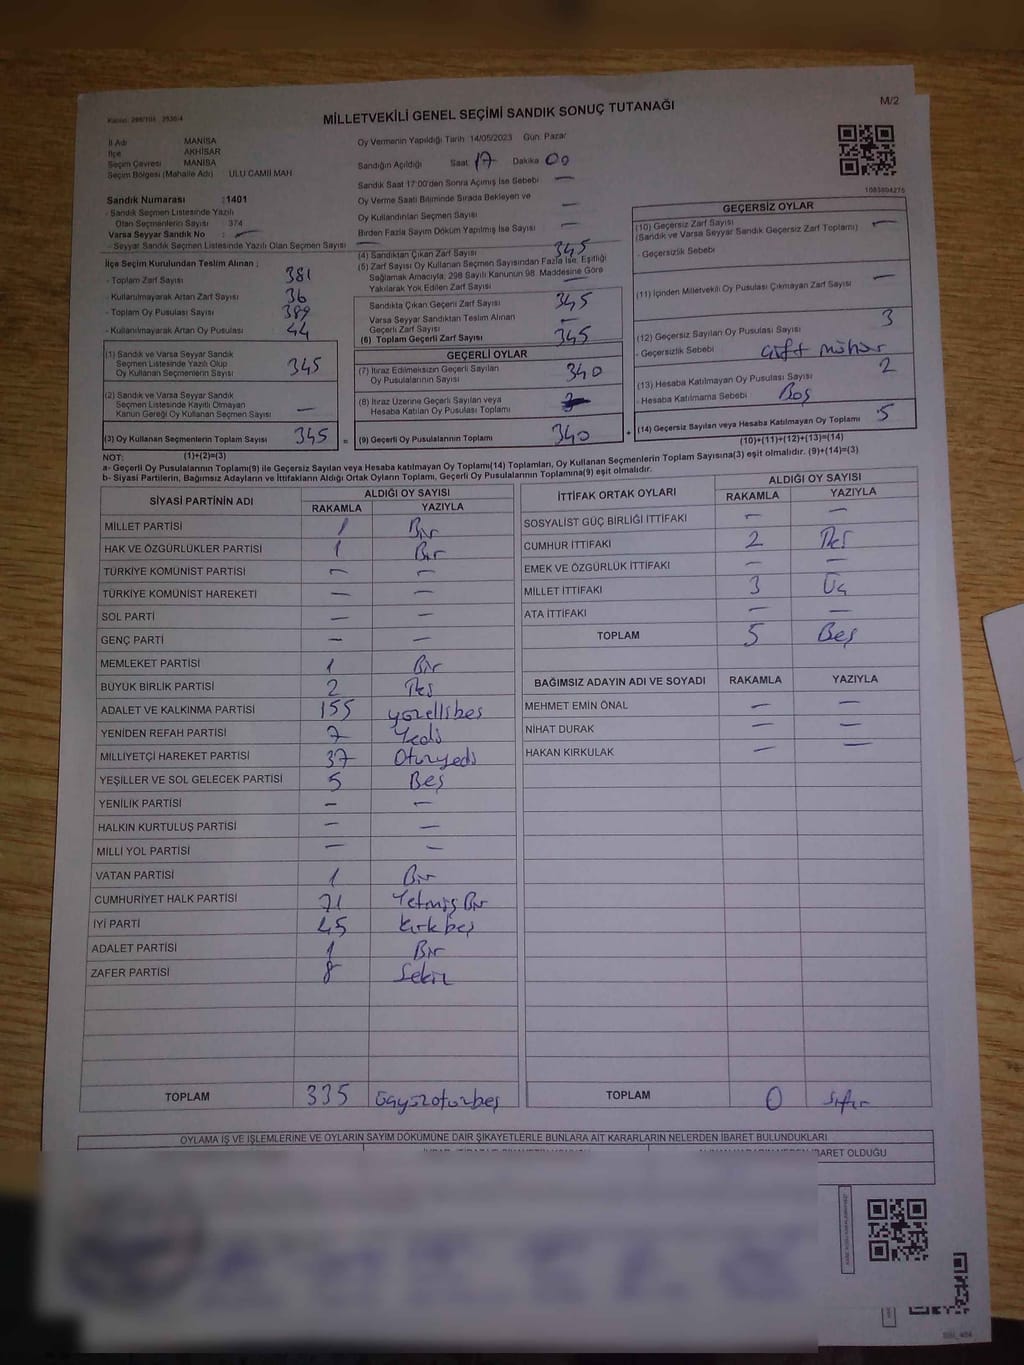 MİLLETVEKİLİ GENEL SEÇİMİ SANDIK SONUÇ TUTANAĞI
M/2
İl Adı MANİSA
İlçe AKHİSAR
Seçim Çevresi MANİSA
Seçim Bölgesi (Mahalle Adı) ULU CAMİİ MAH
Oy Vermenin Yapıldığı Tarih 14/05/2023 Gün: Pazar
Sandığın Açıldığı Saat 17 Dakika 00
Sandık Saat 17:00'den Sonra Açımış İse Sebebi —
Oy Verme Saati Bitiminde Sırada Bekleyen ve
Oy Kullandırılan Seçmen Sayısı —
Birden Fazla Sayım Döküm Yapılmış İse Sayısı —
1083804275
Sandık Numarası :1401
- Sandık Seçmen Listesinde Yazılı
Olan Seçmenlerin Sayısı 374
Varsa Seyyar Sandık No : —
- Seyyar Sandık Seçmen Listesinde Yazılı Olan Seçmen Sayısı —
İlçe Seçim Kurulundan Teslim Alınan ;
- Toplam Zarf Sayısı 381
- Kullanılmayarak Artan Zarf Sayısı 36
- Toplam Oy Pusulası Sayısı 389
- Kullanılmayarak Artan Oy Pusulası 44
(1) Sandık ve Varsa Seyyar Sandık
Seçmen Listesinde Yazılı Olup
Oy Kullanan Seçmenlerin Sayısı 345
(2) Sandık ve Varsa Seyyar Sandık
Seçmen Listesinde Kayıtlı Olmayan
Kanun Gereği Oy Kullanan Seçmen Sayısı —
(3) Oy Kullanan Seçmenlerin Toplam Sayısı 345 =
(1)+(2)=(3)
(4) Sandıktan Çıkan Zarf Sayısı 345
(5) Zarf Sayısı Oy Kullanan Seçmen Sayısından Fazla İse, Eşitliği
Sağlamak Amacıyla; 298 Sayılı Kanunun 98. Maddesine Göre
Yakılarak Yok Edilen Zarf Sayısı —
Sandıkta Çıkan Geçerli Zarf Sayısı 345
Varsa Seyyar Sandıktan Teslim Alınan
Geçerli Zarf Sayısı —
(6) Toplam Geçerli Zarf Sayısı 345
GEÇERLİ OYLAR
(7) İtiraz Edilmeksizin Geçerli Sayılan
Oy Pusulalarının Sayısı 340
(8) İtiraz Üzerine Geçerli Sayılan veya
Hesaba Katılan Oy Pusulası Toplamı
(9) Geçerli Oy Pusulalarının Toplamı 340 +
GEÇERSİZ OYLAR
(10) Geçersiz Zarf Sayısı —
(Sandık ve Varsa Seyyar Sandık Geçersiz Zarf Toplamı)
- Geçersizlik Sebebi
(11) İçinden Milletvekili Oy Pusulası Çıkmayan Zarf Sayısı —
(12) Geçersiz Sayılan Oy Pusulası Sayısı 3
- Geçersizlik Sebebi çift mühür
(13) Hesaba Katılmayan Oy Pusulası Sayısı 2
- Hesaba Katılmama Sebebi Boş
(14) Geçersiz Sayılan veya Hesaba Katılmayan Oy Toplamı 5
(10)+(11)+(12)+(13)=(14)
NOT:
a- Geçerli Oy Pusulalarının Toplamı(9) ile Geçersiz Sayılan veya Hesaba katılmayan Oy Toplamı(14) Toplamları, Oy Kullanan Seçmenlerin Toplam Sayısına(3) eşit olmalıdır. (9)+(14)=(3)
b- Siyasi Partilerin, Bağımsız Adayların ve İttifakların Aldığı Ortak Oyların Toplamı, Geçerli Oy Pusulalarının Toplamına(9) eşit olmalıdır.
SİYASİ PARTİNİN ADI ALDIĞI OY SAYISI
RAKAMLA YAZIYLA
MİLLET PARTİSİ 1 Bir
HAK VE ÖZGÜRLÜKLER PARTİSİ 1 Bir
TÜRKİYE KOMÜNİST PARTİSİ — —
TÜRKİYE KOMÜNİST HAREKETİ — —
SOL PARTİ — —
GENÇ PARTİ — —
MEMLEKET PARTİSİ 1 Bir
BÜYÜK BİRLİK PARTİSİ 2 İki
ADALET VE KALKINMA PARTİSİ 155 yüzellibeş
YENİDEN REFAH PARTİSİ 7 Yedi
MİLLİYETÇİ HAREKET PARTİSİ 37 Otuzyedi
YEŞİLLER VE SOL GELECEK PARTİSİ 5 Beş
YENİLİK PARTİSİ — —
HALKIN KURTULUŞ PARTİSİ — —
MİLLİ YOL PARTİSİ — —
VATAN PARTİSİ 1 Bir
CUMHURİYET HALK PARTİSİ 71 Yetmiş Bir
İYİ PARTİ 45 Kırkbeş
ADALET PARTİSİ 1 Bir
ZAFER PARTİSİ 8 Sekiz
TOPLAM 335 üçyüzotuzbeş
İTTİFAK ORTAK OYLARI ALDIĞI OY SAYISI
RAKAMLA YAZIYLA
SOSYALİST GÜÇ BİRLİĞİ İTTİFAKI — —
CUMHUR İTTİFAKI 2 İki
EMEK VE ÖZGÜRLÜK İTTİFAKI — —
MİLLET İTTİFAKI 3 Üç
ATA İTTİFAKI — —
TOPLAM 5 Beş
BAĞIMSIZ ADAYIN ADI VE SOYADI RAKAMLA YAZIYLA
MEHMET EMİN ÖNAL — —
NİHAT DURAK — —
HAKAN KIRKULAK — —
TOPLAM 0 sıfır
OYLAMA İŞ VE İŞLEMLERİNE VE OYLARIN SAYIM DÖKÜMÜNE DAİR ŞİKAYETLERLE BUNLARA AİT KARARLARIN NELERDEN İBARET BULUNDUKLARI
İBARET OLDUĞU